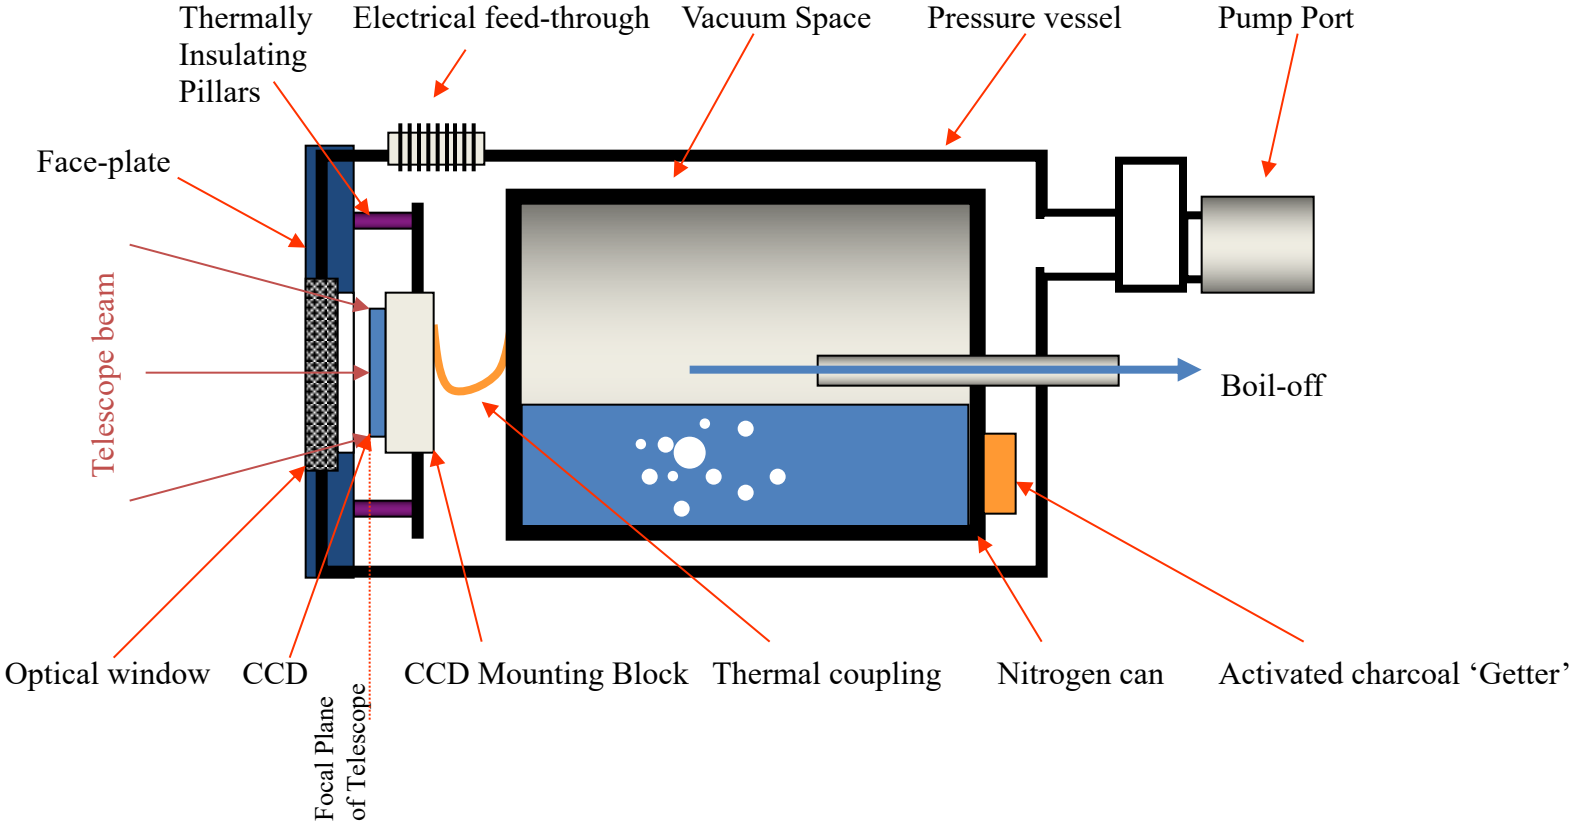 Thermally
Insulating
Pillars
Electrical feed-through
Vacuum Space
Pressure vessel
Pump Port
Face-plate
Telescope beam
Boil-off
Optical window
CCD
CCD Mounting Block
Thermal coupling
Nitrogen can
Activated charcoal ‘Getter’
Focal Plane
of Telescope